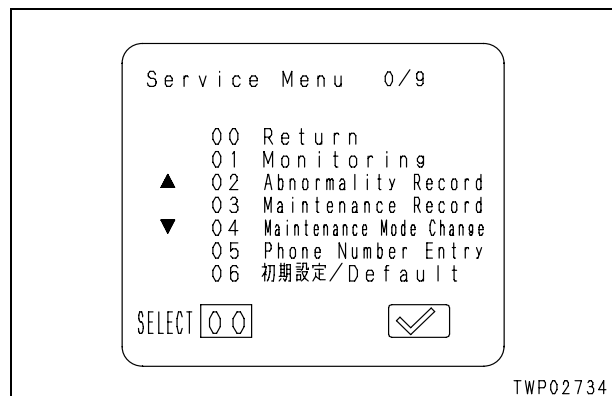 Service Menu 0/9
00 Return
01 Monitoring
▲ 02 Abnormality Record
03 Maintenance Record
▼ 04 Maintenance Mode Change
05 Phone Number Entry
06 初期設定/Default
SELECT 00
TWP02734